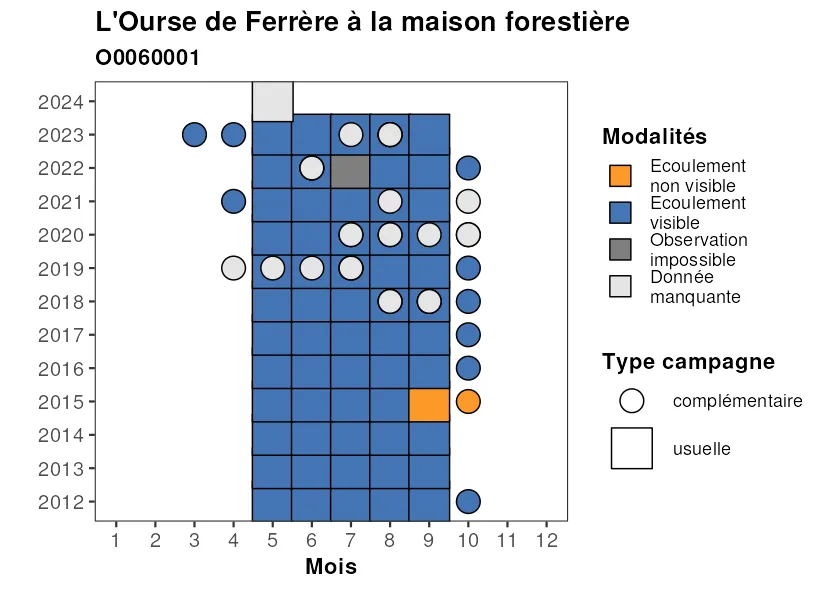 L'Ourse de Ferrère à la maison forestière
O0060001
2024
2023
2022
2021
2020
2019
2018
2017
2016
2015
2014
2013
2012
1 2 3 4 5 6 7 8 9 10 11 12
Mois
Modalités
Ecoulement
non visible
Ecoulement
visible
Observation
impossible
Donnée
manquante
Type campagne
complémentaire
usuelle